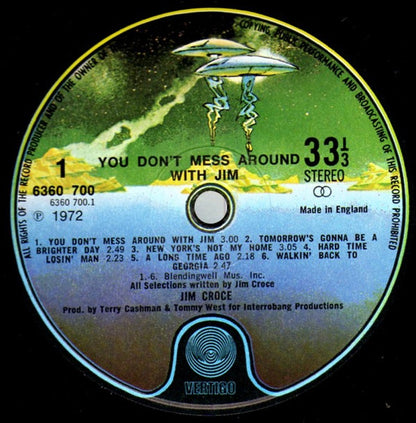 ALL RIGHTS OF THE RECORD PRODUCER AND OF THE OWNER OF THE
COPYING, PUBLIC PERFORMANCE AND BROADCASTING OF THIS RECORD PROHIBITED
1
YOU DON'T MESS AROUND
WITH JIM
33⅓
STEREO
6360 700
6360 700.1
Ⓟ 1972
Made in England
1. YOU DON'T MESS AROUND WITH JIM 3.00 2. TOMORROW'S GONNA BE A
BRIGHTER DAY 2.49 3. NEW YORK'S NOT MY HOME 3.05 4. HARD TIME
LOSIN' MAN 2.23 5. A LONG TIME AGO 2.18 6. WALKIN' BACK TO
GEORGIA 2.47
1.-6. Blendingwell Mus. Inc.
All Selections written by Jim Croce
JIM CROCE
Prod. by Terry Cashman & Tommy West for Interrobang Productions
VERTIGO